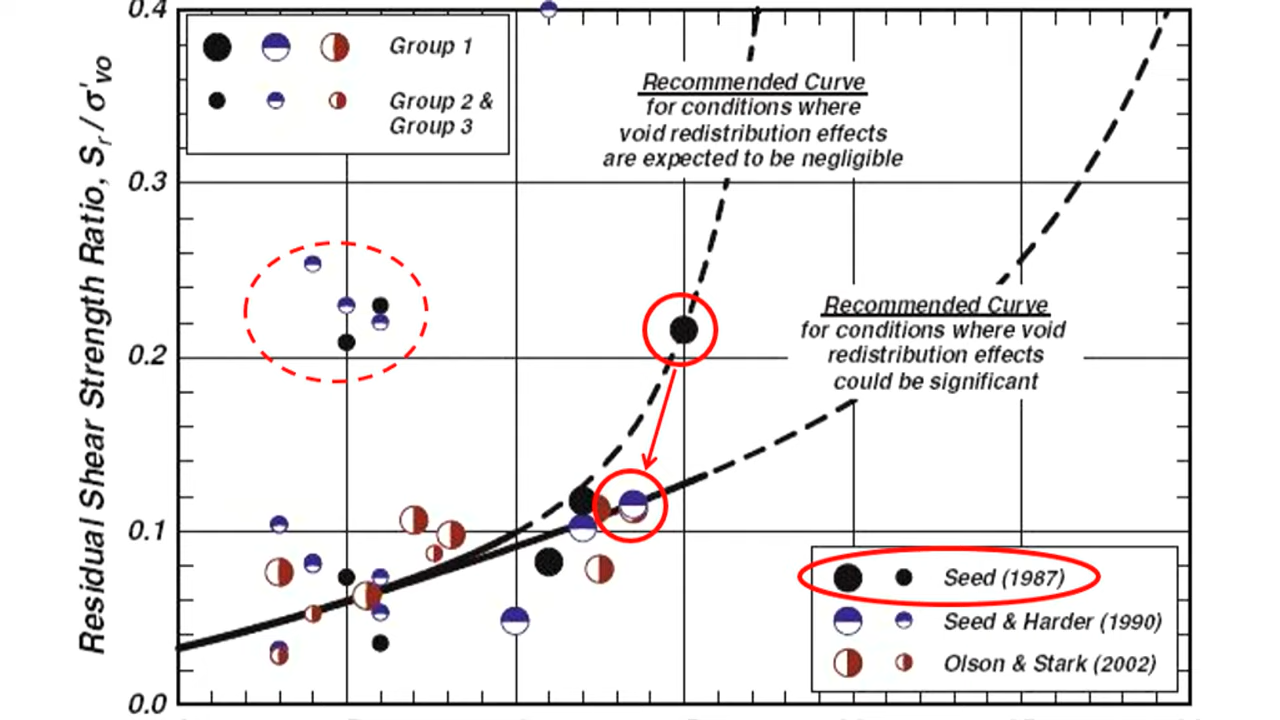 0.4
0.3
0.2
0.1
0.0
Residual Shear Strength Ratio, Sr / σ'vo
Group 1
Group 2 &
Group 3
Recommended Curve
for conditions where
void redistribution effects
are expected to be negligible
Recommended Curve
for conditions where void
redistribution effects
could be significant
Seed (1987)
Seed & Harder (1990)
Olson & Stark (2002)